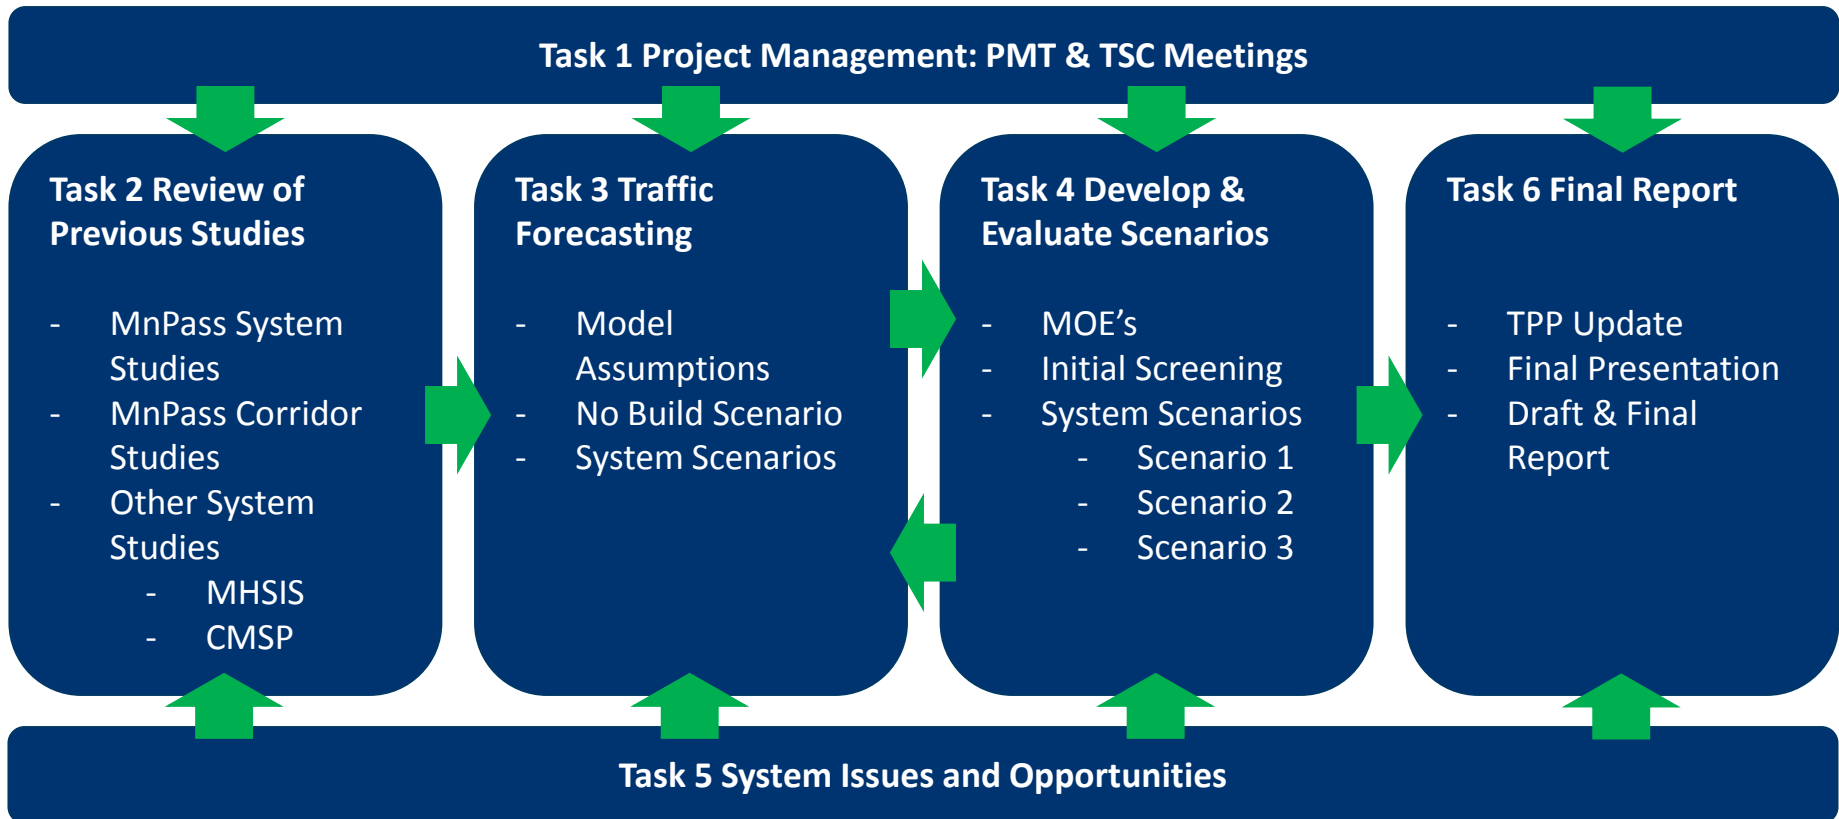 Task 1 Project Management: PMT & TSC Meetings
Task 2 Review of
Previous Studies
- MnPass System
Studies
- MnPass Corridor
Studies
- Other System
Studies
- MHSIS
- CMSP
Task 3 Traffic
Forecasting
- Model
Assumptions
- No Build Scenario
- System Scenarios
Task 4 Develop &
Evaluate Scenarios
- MOE’s
- Initial Screening
- System Scenarios
- Scenario 1
- Scenario 2
- Scenario 3
Task 6 Final Report
- TPP Update
- Final Presentation
- Draft & Final
Report
Task 5 System Issues and Opportunities